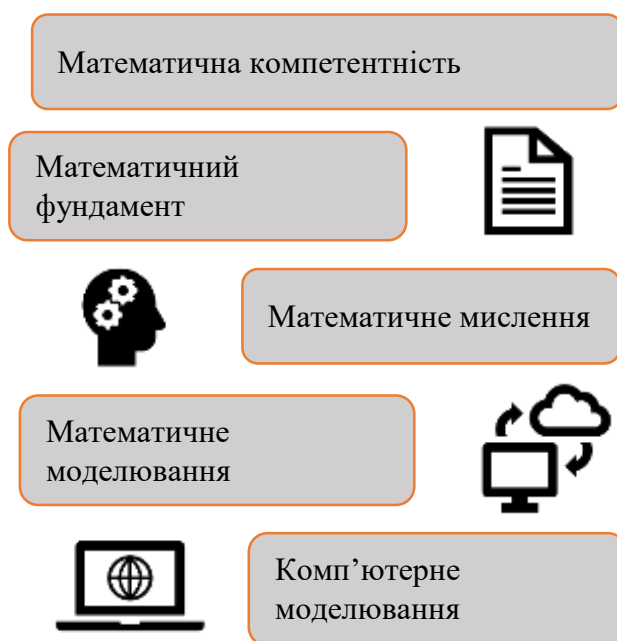 Математична компетентність
Математичний
фундамент
Математичне мислення
Математичне
моделювання
Комп’ютерне
моделювання